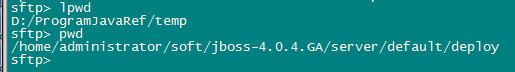 sftp> lpwd
D:/ProgramJavaRef/temp
sftp> pwd
/home/administrator/soft/jboss-4.0.4.GA/server/default/deploy
sftp>